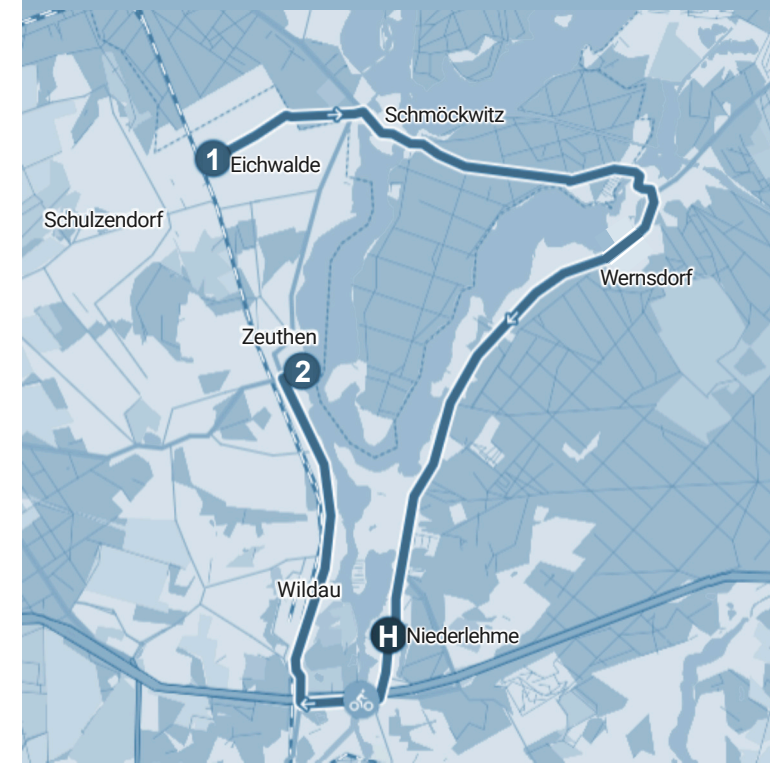 Schmöckwitz
1
Eichwalde
Schulzendorf
Wernsdorf
Zeuthen
2
Wildau
H
Niederlehme